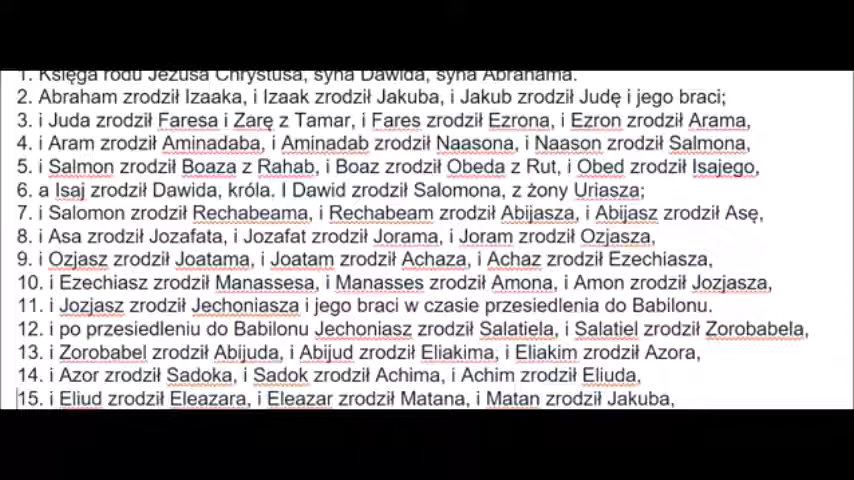 1. Księga rodu Jezusa Chrystusa, syna Dawida, syna Abrahama.
2. Abraham zrodził Izaaka, i Izaak zrodził Jakuba, i Jakub zrodził Judę i jego braci;
3. i Juda zrodził Faresa i Zarę z Tamar, i Fares zrodził Ezrona, i Ezron zrodził Arama,
4. i Aram zrodził Aminadaba, i Aminadab zrodził Naasona, i Naason zrodził Salmona,
5. i Salmon zrodził Boaza z Rahab, i Boaz zrodził Obeda z Rut, i Obed zrodził Isajego,
6. a Isaj zrodził Dawida, króla. I Dawid zrodził Salomona, z żony Uriasza;
7. i Salomon zrodził Rechabeama, i Rechabeam zrodził Abijasza, i Abijasz zrodził Asę,
8. i Asa zrodził Jozafata, i Jozafat zrodził Jorama, i Joram zrodził Ozjasza,
9. i Ozjasz zrodził Joatama, i Joatam zrodził Achaza, i Achaz zrodził Ezechiasza,
10. i Ezechiasz zrodził Manassesa, i Manasses zrodził Amona, i Amon zrodził Jozjasza,
11. i Jozjasz zrodził Jechoniasza i jego braci w czasie przesiedlenia do Babilonu.
12. i po przesiedleniu do Babilonu Jechoniasz zrodził Salatiela, i Salatiel zrodził Zorobabela,
13. i Zorobabel zrodził Abijuda, i Abijud zrodził Eliakima, i Eliakim zrodził Azora,
14. i Azor zrodził Sadoka, i Sadok zrodził Achima, i Achim zrodził Eliuda,
15. i Eliud zrodził Eleazara, i Eleazar zrodził Matana, i Matan zrodził Jakuba,